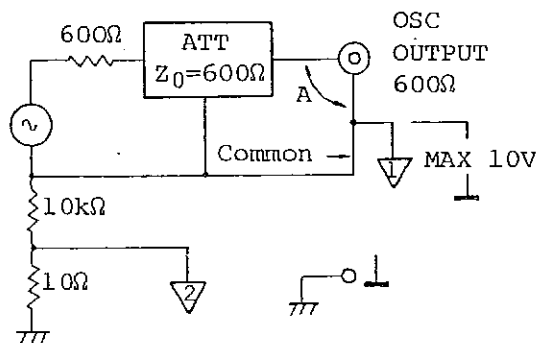 600Ω
ATT
Z₀=600Ω
OSC
OUTPUT
600Ω
A
Common
1
MAX 10V
10kΩ
10Ω
2